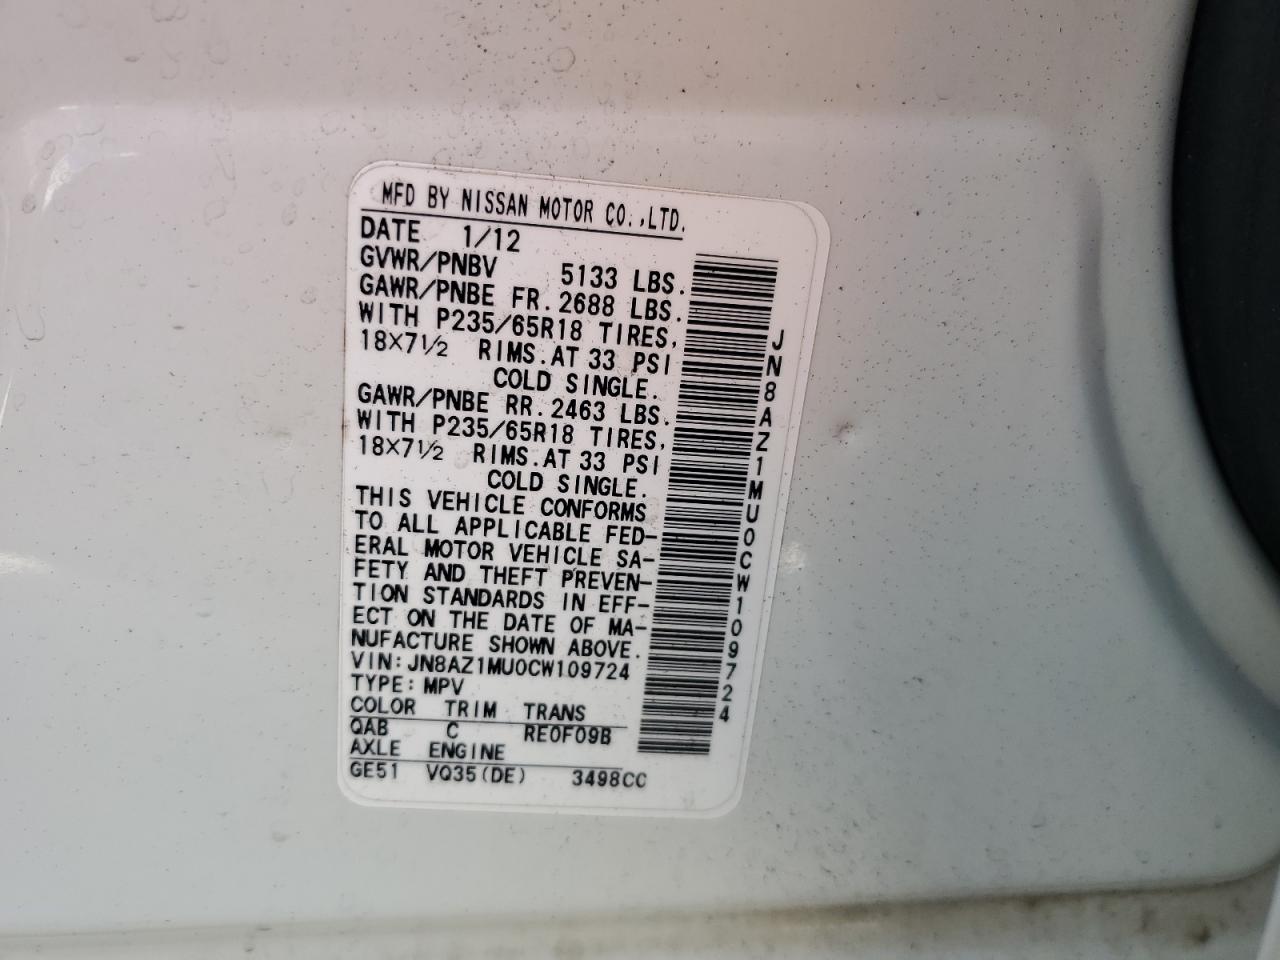 MFD BY NISSAN MOTOR CO.,LTD.
DATE 1/12
GVWR/PNBV 5133 LBS.
GAWR/PNBE FR. 2688 LBS.
WITH P235/65R18 TIRES,
18×7½ RIMS. AT 33 PSI
COLD SINGLE.
GAWR/PNBE RR. 2463 LBS.
WITH P235/65R18 TIRES,
18×7½ RIMS. AT 33 PSI
COLD SINGLE.
THIS VEHICLE CONFORMS
TO ALL APPLICABLE FED-
ERAL MOTOR VEHICLE SA-
FETY AND THEFT PREVEN-
TION STANDARDS IN EFF-
ECT ON THE DATE OF MA-
NUFACTURE SHOWN ABOVE.
VIN: JN8AZ1MU0CW109724
TYPE: MPV
COLOR TRIM TRANS
QAB C RE0F09B
AXLE ENGINE
GE51 VQ35(DE) 3498CC
JN8AZ1MU0CW109724